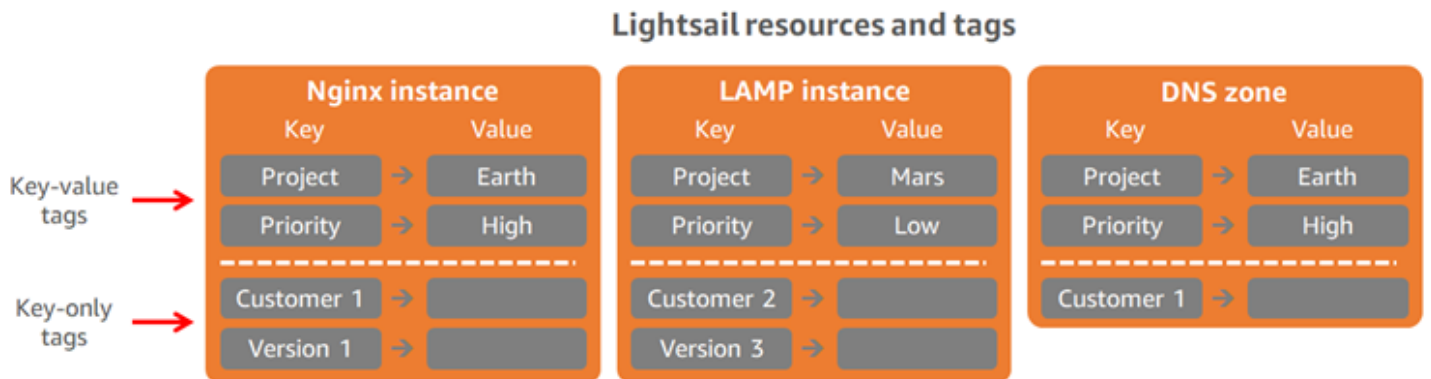 Lightsail resources and tags
Nginx instance
Key Value
Project → Earth
Priority → High
Customer 1 →
Version 1 →
LAMP instance
Key Value
Project → Mars
Priority → Low
Customer 2 →
Version 3 →
DNS zone
Key Value
Project → Earth
Priority → High
Customer 1 →
Key-value
tags
Key-only
tags